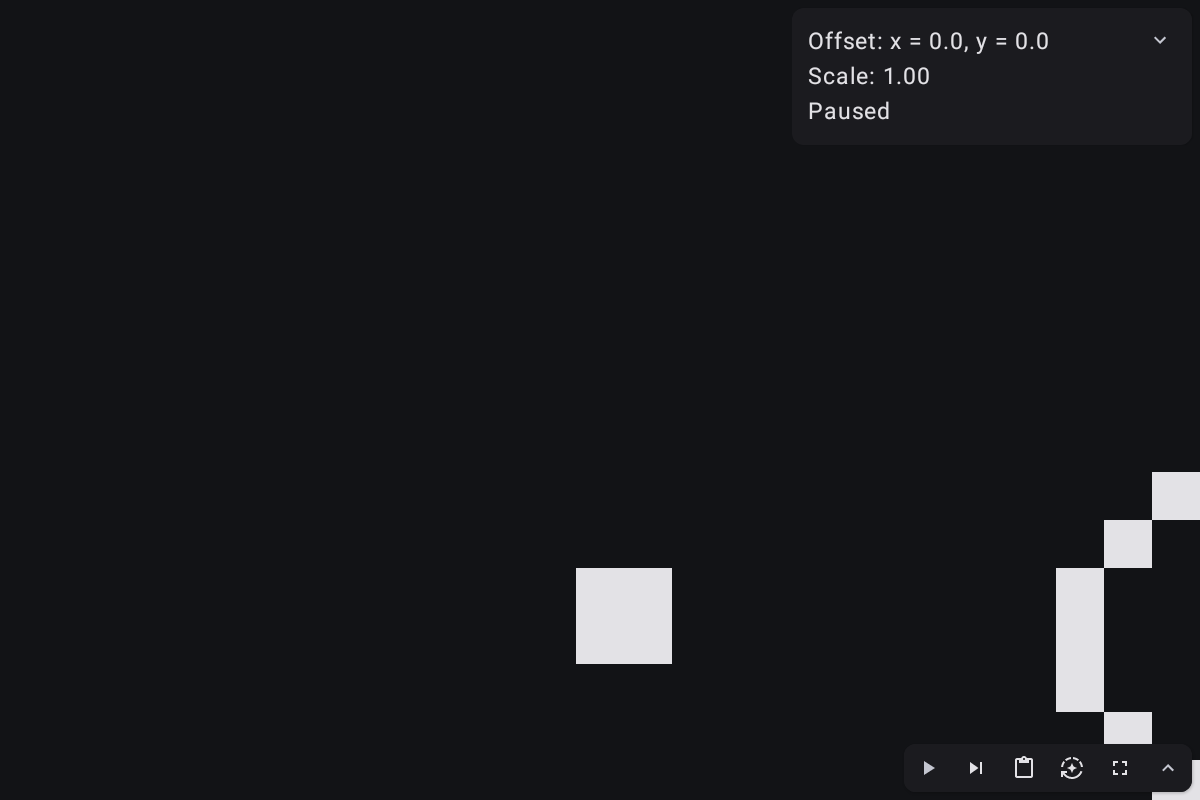 Offset: x = 0.0, y = 0.0
Scale: 1.00
Paused